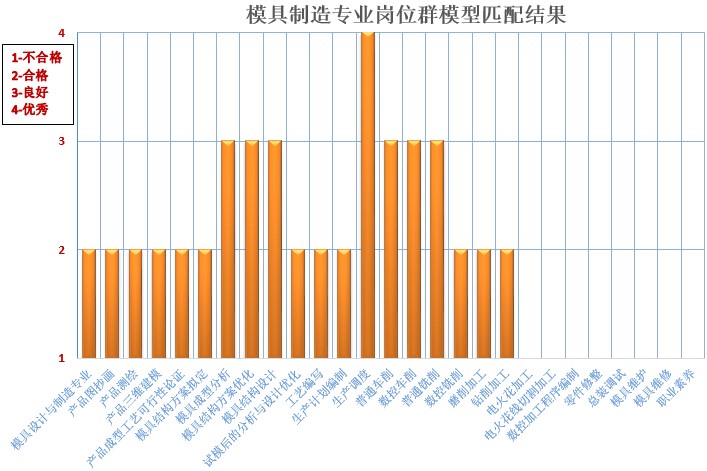 模具制造专业岗位群模型匹配结果
1-不合格
2-合格
3-良好
4-优秀
4
3
2
1
模具设计与制造专业
产品图抄画
产品测绘
产品三维建模
产品成型工艺可行性论证
模具结构方案拟定
模具成型分析
模具结构方案优化
模具结构设计
试模后的分析与设计优化
工艺编写
生产计划编制
生产调度
普通车削
数控车削
普通铣削
数控铣削
磨削加工
钻削加工
电火花加工
电火花线切割加工
数控加工程序编制
零件修整
总装调试
模具维护
模具维修
职业素养